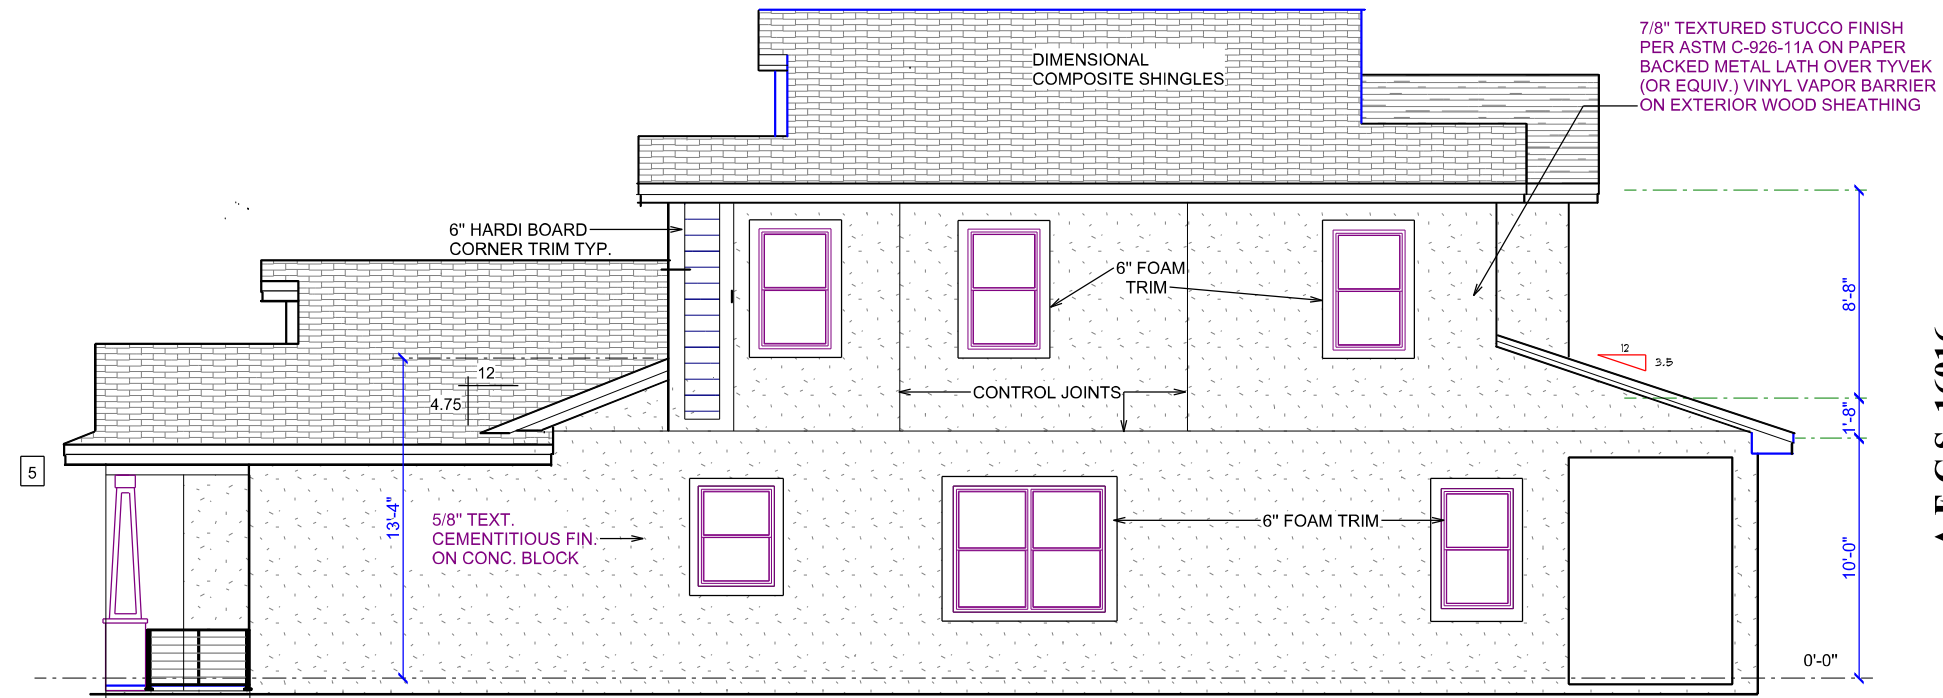 7/8" TEXTURED STUCCO FINISH
PER ASTM C-926-11A ON PAPER
BACKED METAL LATH OVER TYVEK
(OR EQUIV.) VINYL VAPOR BARRIER
ON EXTERIOR WOOD SHEATHING
DIMENSIONAL
COMPOSITE SHINGLES
6" HARDI BOARD
CORNER TRIM TYP.
6" FOAM
TRIM
8'-8"
12
3.5
12
4.75
CONTROL JOINTS
1'-8"
5
13'-4"
5/8" TEXT.
CEMENTITIOUS FIN.
ON CONC. BLOCK
6" FOAM TRIM
10'-0"
0'-0"